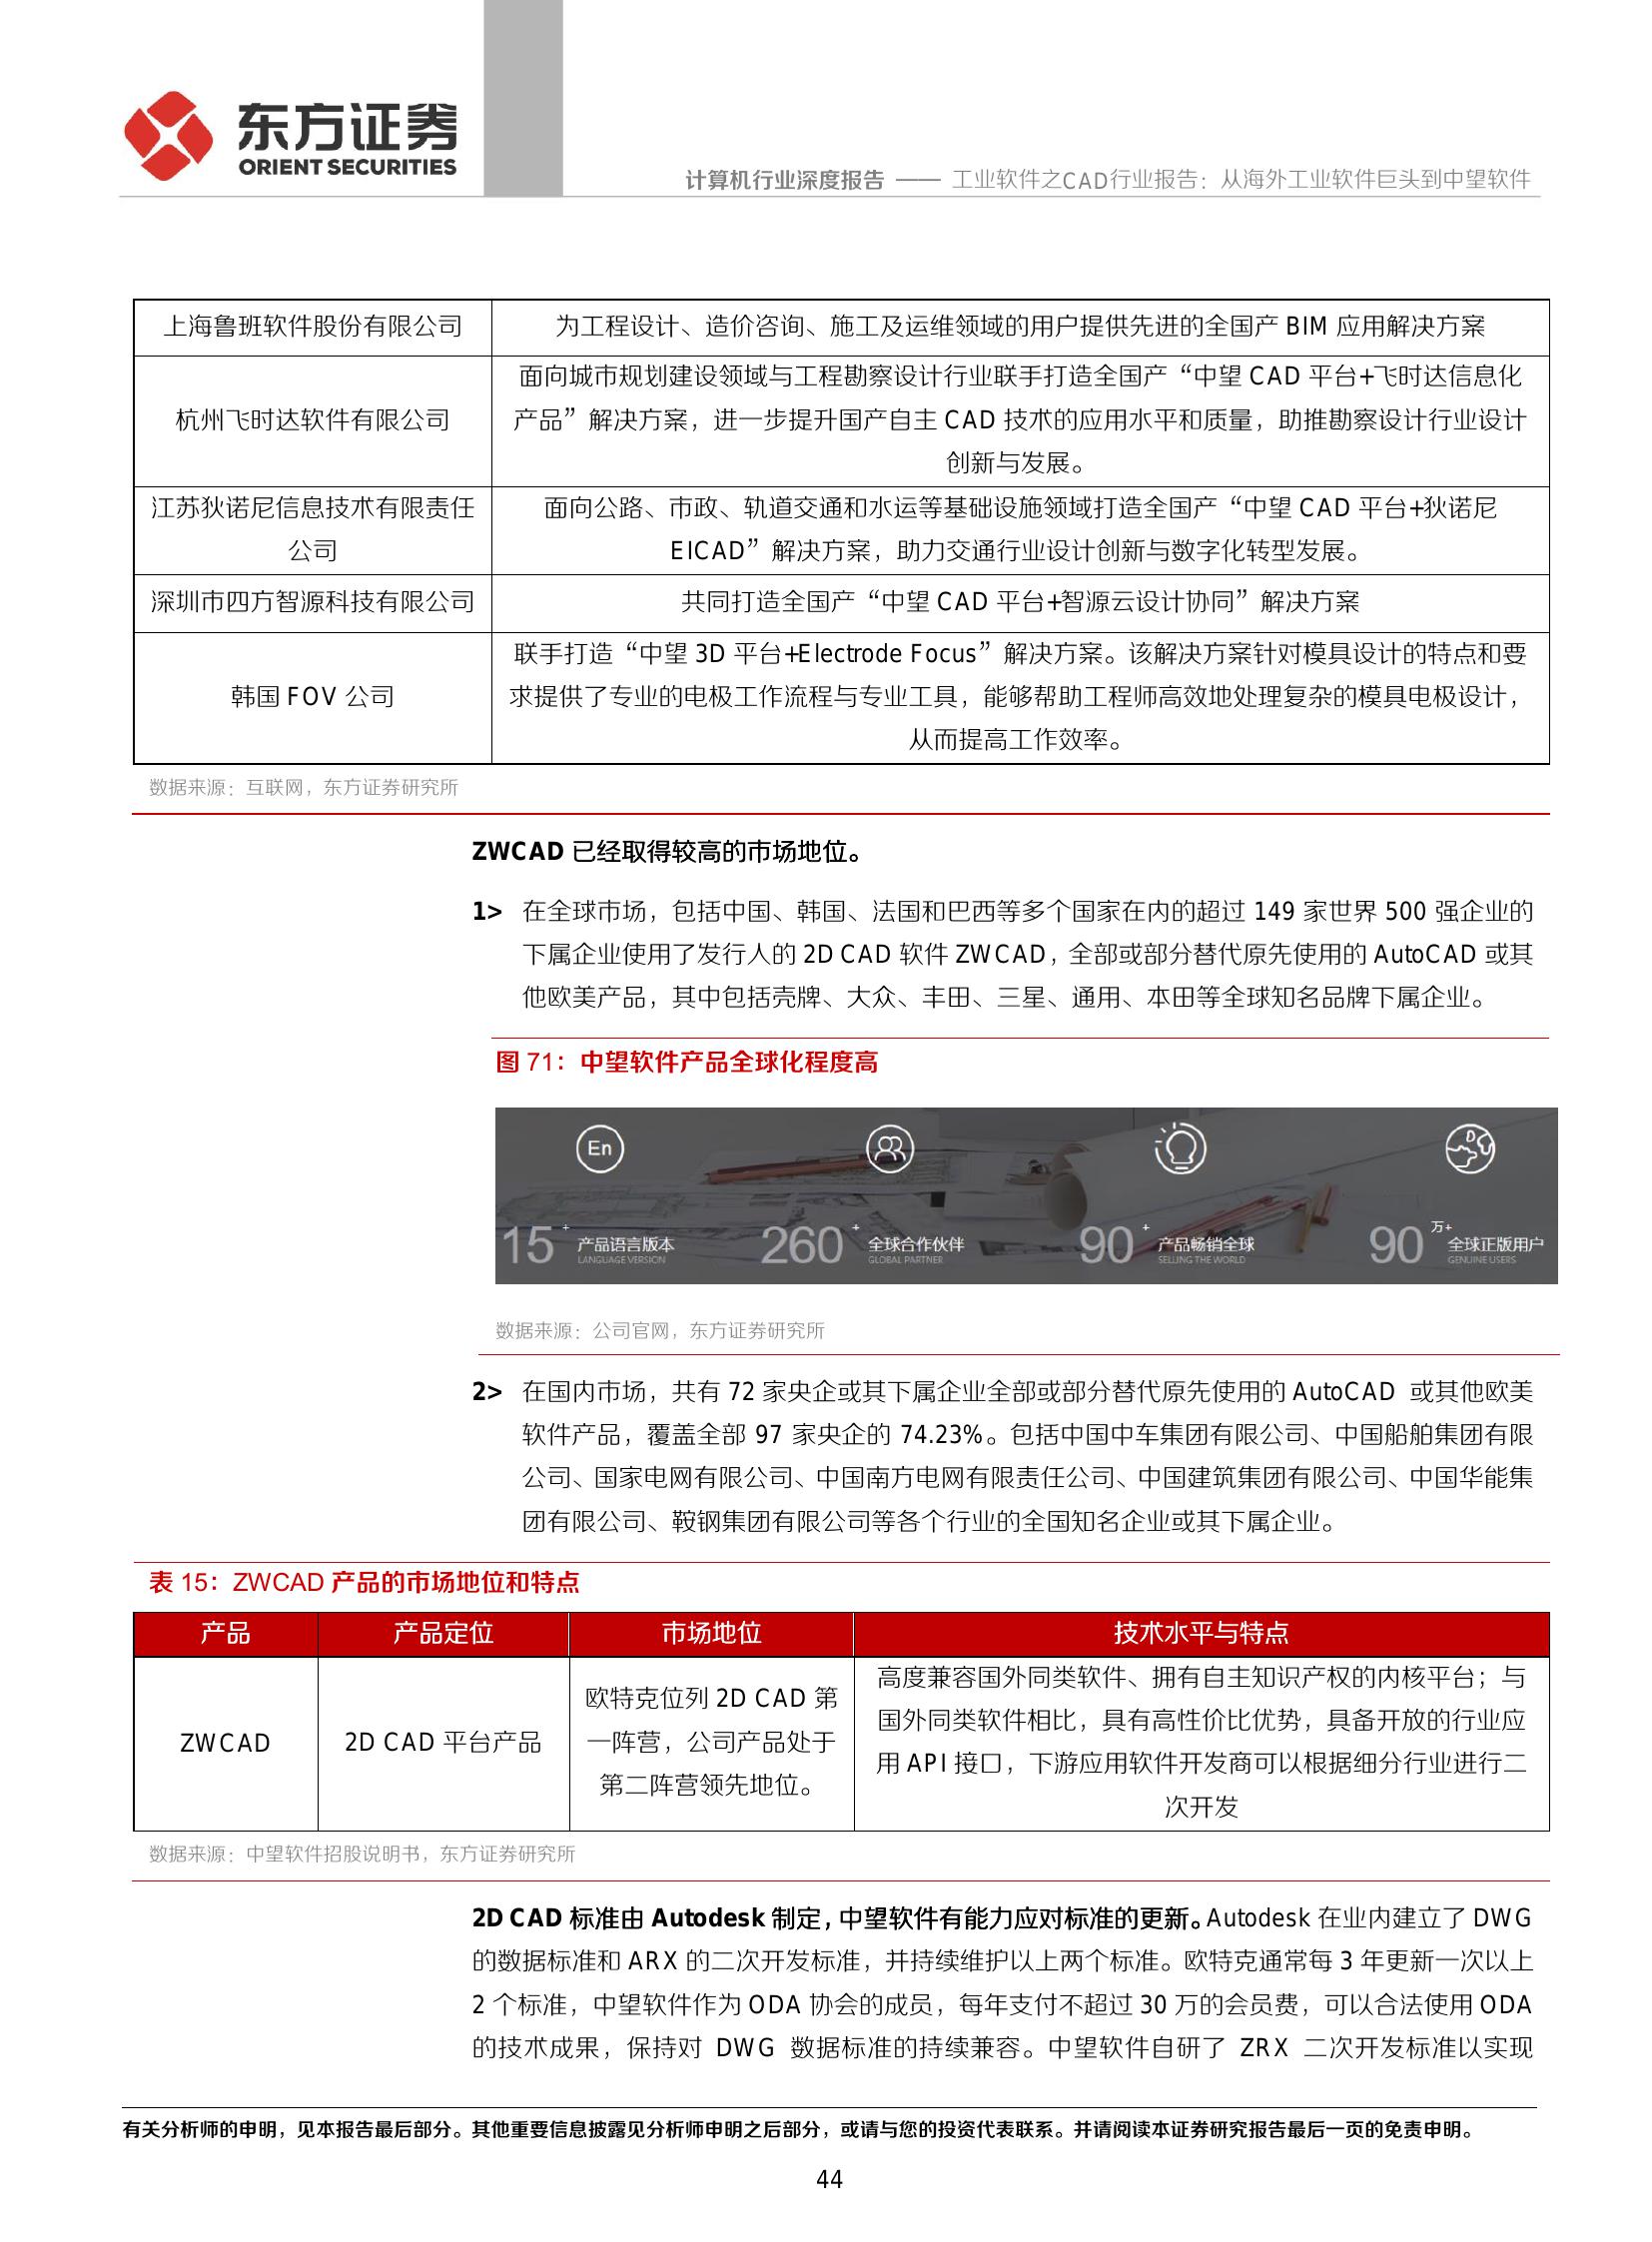 东方证券
ORIENT SECURITIES
计算机行业深度报告 —— 工业软件之CAD行业报告：从海外工业软件巨头到中望软件
上海鲁班软件股份有限公司
为工程设计、造价咨询、施工及运维领域的用户提供先进的全国产 BIM 应用解决方案
杭州飞时达软件有限公司
面向城市规划建设领域与工程勘察设计行业联手打造全国产“中望 CAD 平台+飞时达信息化
产品”解决方案，进一步提升国产自主 CAD 技术的应用水平和质量，助推勘察设计行业设计
创新与发展。
江苏狄诺尼信息技术有限责任
公司
面向公路、市政、轨道交通和水运等基础设施领域打造全国产“中望 CAD 平台+狄诺尼
EICAD”解决方案，助力交通行业设计创新与数字化转型发展。
深圳市四方智源科技有限公司
共同打造全国产“中望 CAD 平台+智源云设计协同”解决方案
韩国 FOV 公司
联手打造“中望 3D 平台+Electrode Focus”解决方案。该解决方案针对模具设计的特点和要
求提供了专业的电极工作流程与专业工具，能够帮助工程师高效地处理复杂的模具电极设计，
从而提高工作效率。
数据来源：互联网，东方证券研究所
ZWCAD 已经取得较高的市场地位。
1> 在全球市场，包括中国、韩国、法国和巴西等多个国家在内的超过 149 家世界 500 强企业的
下属企业使用了发行人的 2D CAD 软件 ZWCAD，全部或部分替代原先使用的 AutoCAD 或其
他欧美产品，其中包括壳牌、大众、丰田、三星、通用、本田等全球知名品牌下属企业。
图 71：中望软件产品全球化程度高
En
15+ 产品语言版本
LANGUAGE VERSION
260+ 全球合作伙伴
GLOBAL PARTNER
90+ 产品畅销全球
SELLING THE WORLD
90万+ 全球正版用户
GENUINE USERS
数据来源：公司官网，东方证券研究所
2> 在国内市场，共有 72 家央企或其下属企业全部或部分替代原先使用的 AutoCAD 或其他欧美
软件产品，覆盖全部 97 家央企的 74.23%。包括中国中车集团有限公司、中国船舶集团有限
公司、国家电网有限公司、中国南方电网有限责任公司、中国建筑集团有限公司、中国华能集
团有限公司、鞍钢集团有限公司等各个行业的全国知名企业或其下属企业。
表 15：ZWCAD 产品的市场地位和特点
产品 产品定位 市场地位 技术水平与特点
ZWCAD
2D CAD 平台产品
欧特克位列 2D CAD 第
一阵营，公司产品处于
第二阵营领先地位。
高度兼容国外同类软件、拥有自主知识产权的内核平台；与
国外同类软件相比，具有高性价比优势，具备开放的行业应
用 API 接口，下游应用软件开发商可以根据细分行业进行二
次开发
数据来源：中望软件招股说明书，东方证券研究所
2D CAD 标准由 Autodesk 制定，中望软件有能力应对标准的更新。Autodesk 在业内建立了 DWG
的数据标准和 ARX 的二次开发标准，并持续维护以上两个标准。欧特克通常每 3 年更新一次以上
2 个标准，中望软件作为 ODA 协会的成员，每年支付不超过 30 万的会员费，可以合法使用 ODA
的技术成果，保持对 DWG 数据标准的持续兼容。中望软件自研了 ZRX 二次开发标准以实现
有关分析师的申明，见本报告最后部分。其他重要信息披露见分析师申明之后部分，或请与您的投资代表联系。并请阅读本证券研究报告最后一页的免责申明。
44